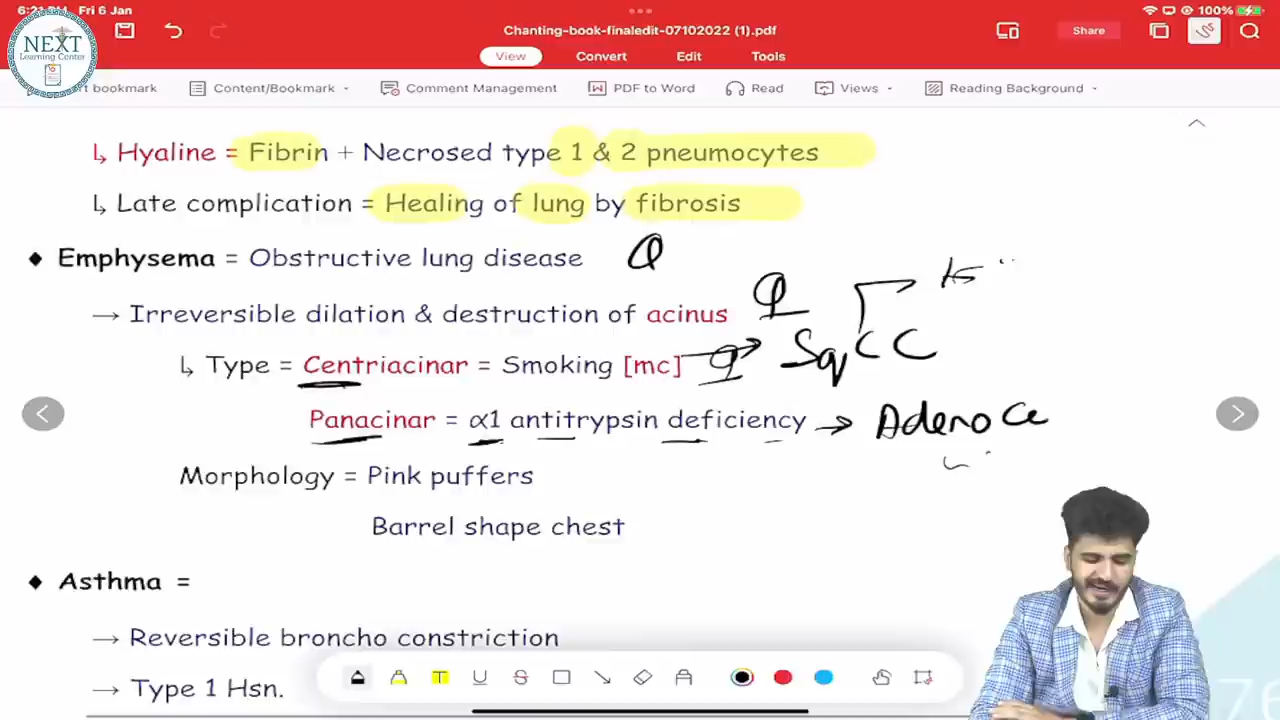 6:21 PM Fri 6 Jan
100%
NEXT
Learning Center
Chanting-book-finaledit-07102022 (1).pdf
Share
View Convert Edit Tools
bookmark Content/Bookmark Comment Management PDF to Word Read Views Reading Background
↳ Hyaline = Fibrin + Necrosed type 1 & 2 pneumocytes
↳ Late complication = Healing of lung by fibrosis
◆ Emphysema = Obstructive lung disease
→ Irreversible dilation & destruction of acinus
↳ Type = Centriacinar = Smoking [mc] → SqCC
Panacinar = α1 antitrypsin deficiency → Adeno Ca
Morphology = Pink puffers
Barrel shape chest
◆ Asthma =
→ Reversible broncho constriction
→ Type 1 Hsn.
76